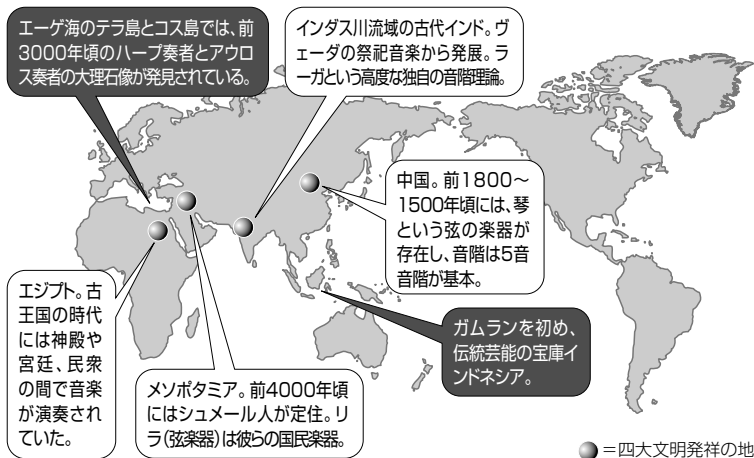 エーゲ海のテラ島とコス島では、前
3000年頃のハープ奏者とアウロ
ス奏者の大理石像が発見されている。
インダス川流域の古代インド。ヴ
ェーダの祭祀音楽から発展。ラ
ーガという高度な独自の音階理論。
中国。前1800〜
1500年頃には、琴
という弦の楽器が
存在し、音階は5音
音階が基本。
エジプト。古
王国の時代
には神殿や
宮廷、民衆
の間で音楽
が演奏され
ていた。
メソポタミア。前4000年頃
にはシュメール人が定住。リ
ラ(弦楽器)は彼らの国民楽器。
ガムランを初め、
伝統芸能の宝庫イ
ンドネシア。
=四大文明発祥の地